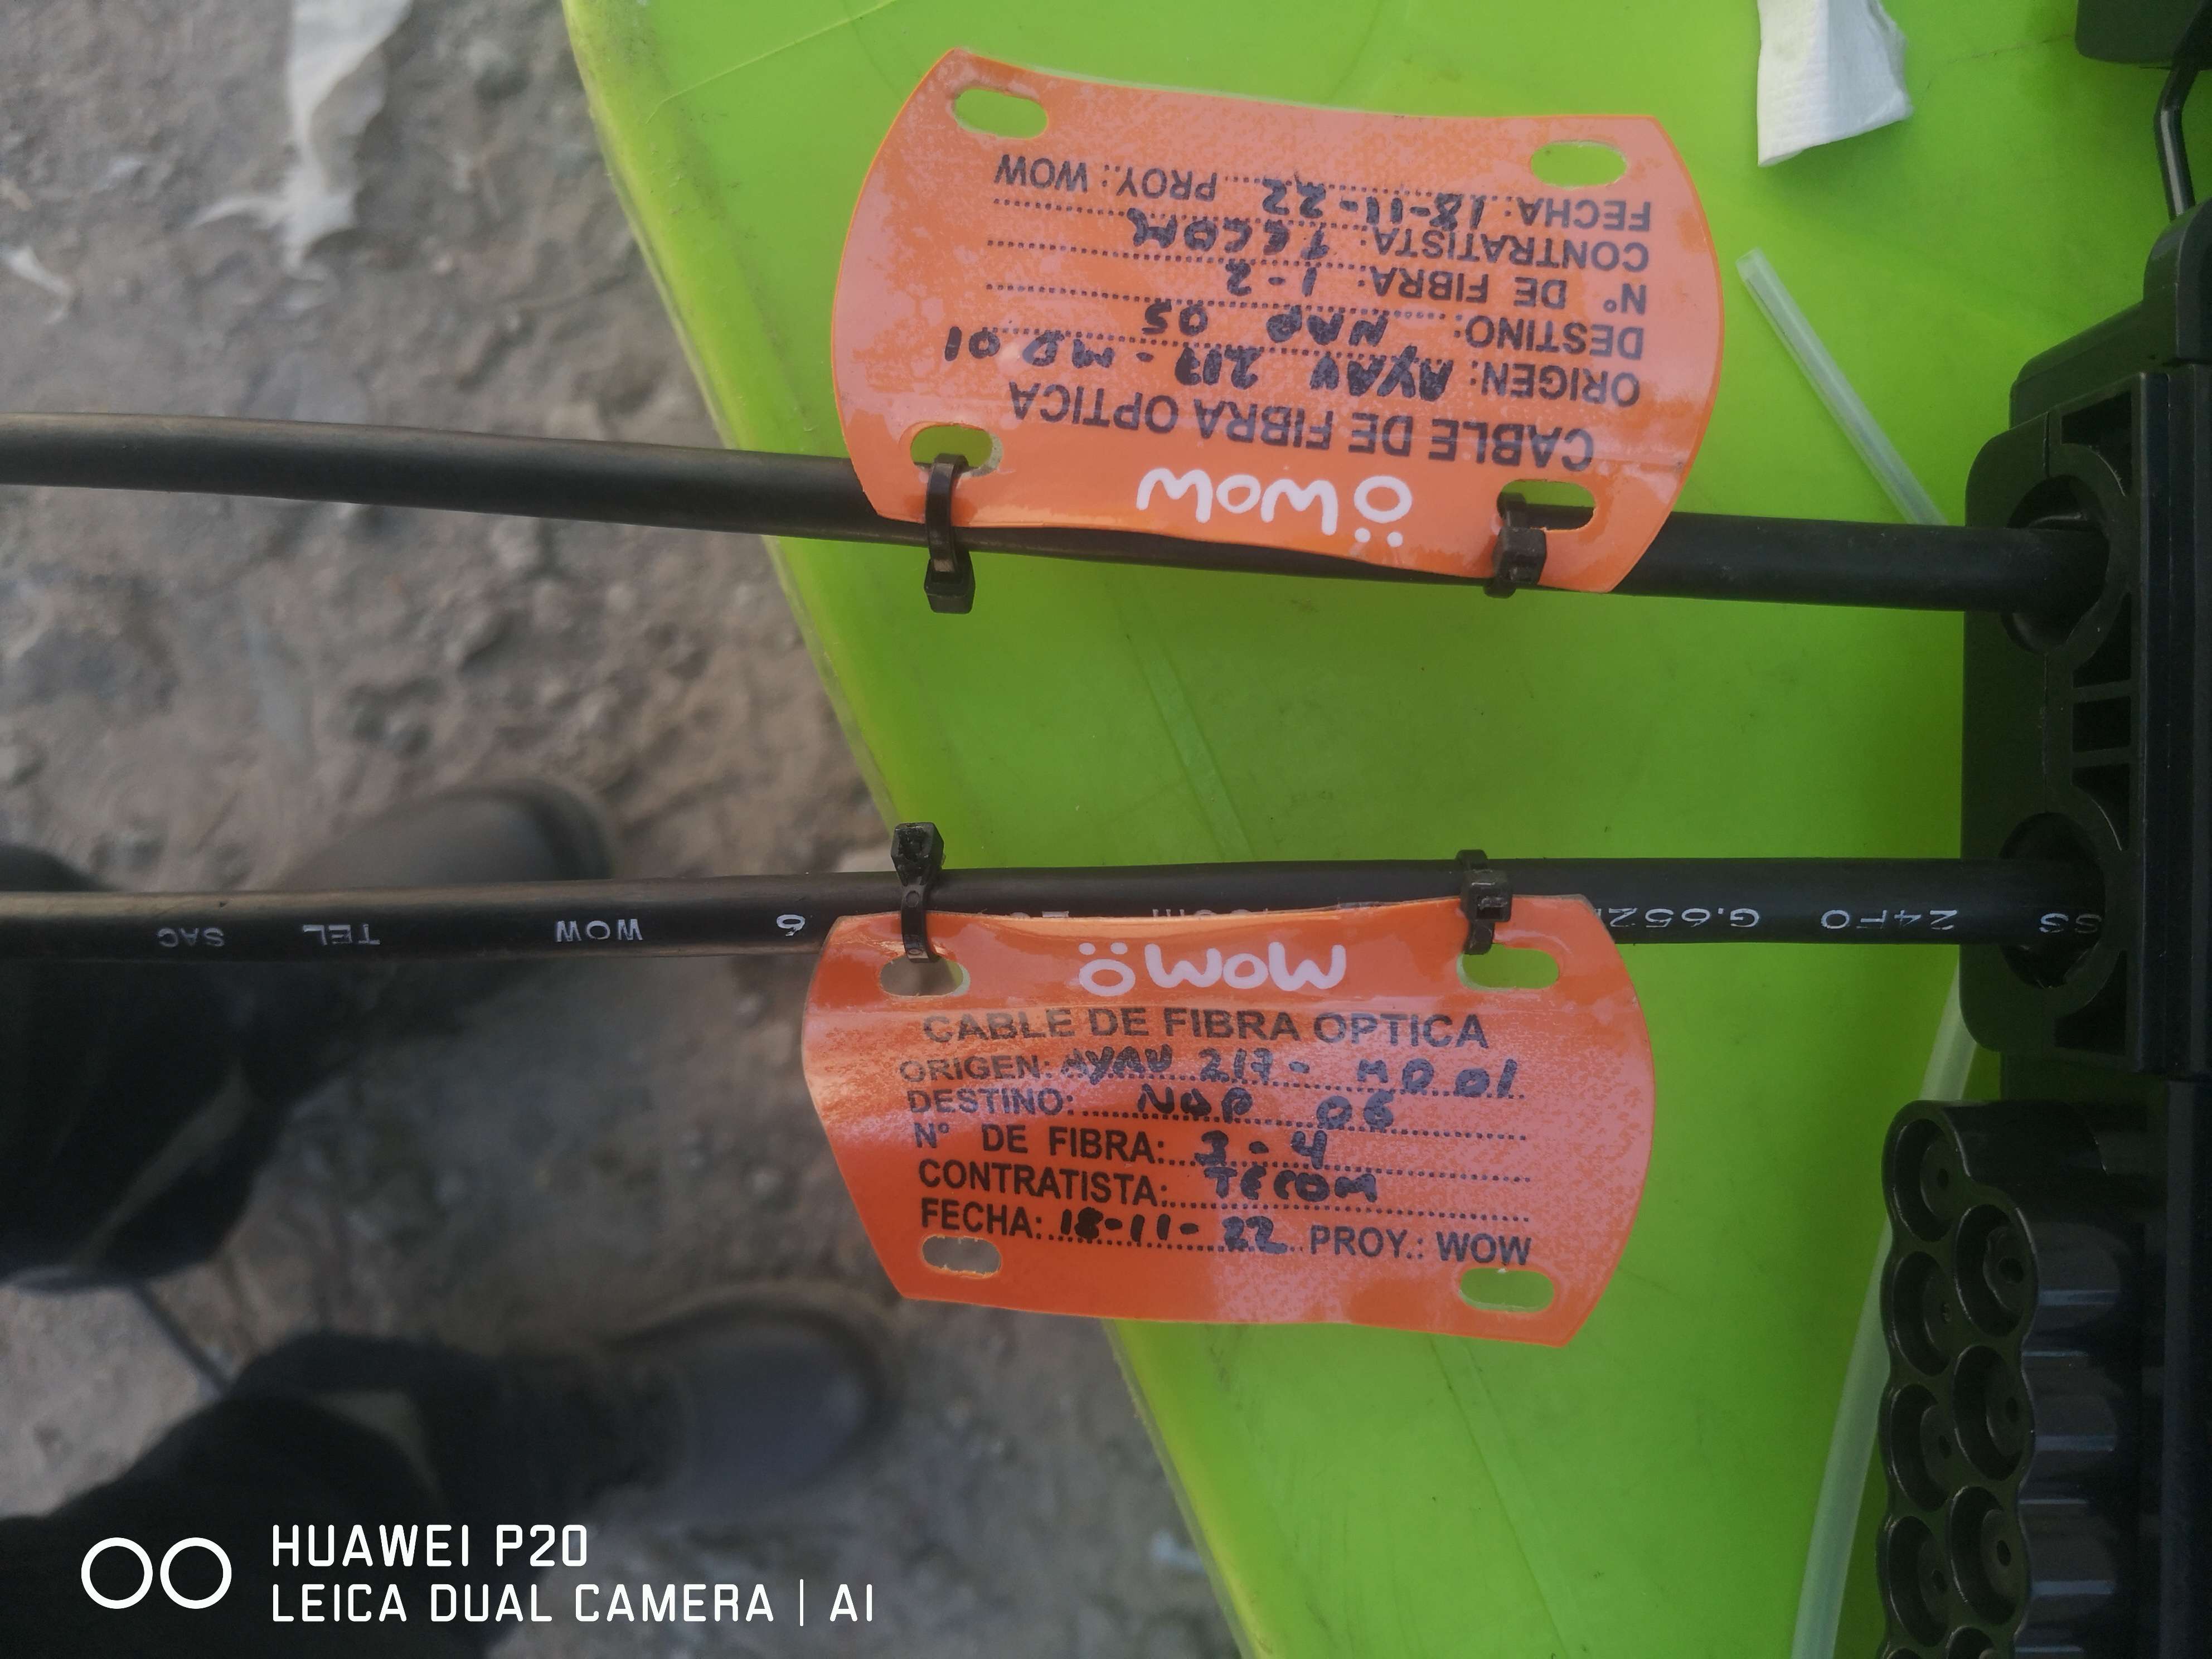 wow
CABLE DE FIBRA OPTICA
ORIGEN: AYAV 217 - MD 01
DESTINO: NAP 05
N° DE FIBRA: 1-2
CONTRATISTA: TECOM
FECHA: 18-11-22 PROY.: WOW
SS 24FO G.652 6 WOW TEL SAC
wow
CABLE DE FIBRA OPTICA
ORIGEN: AYAV 217 - MD 01
DESTINO: NAP 06
N° DE FIBRA: 3-4
CONTRATISTA: TECOM
FECHA: 18-11-22 PROY.: WOW
HUAWEI P20
LEICA DUAL CAMERA | AI